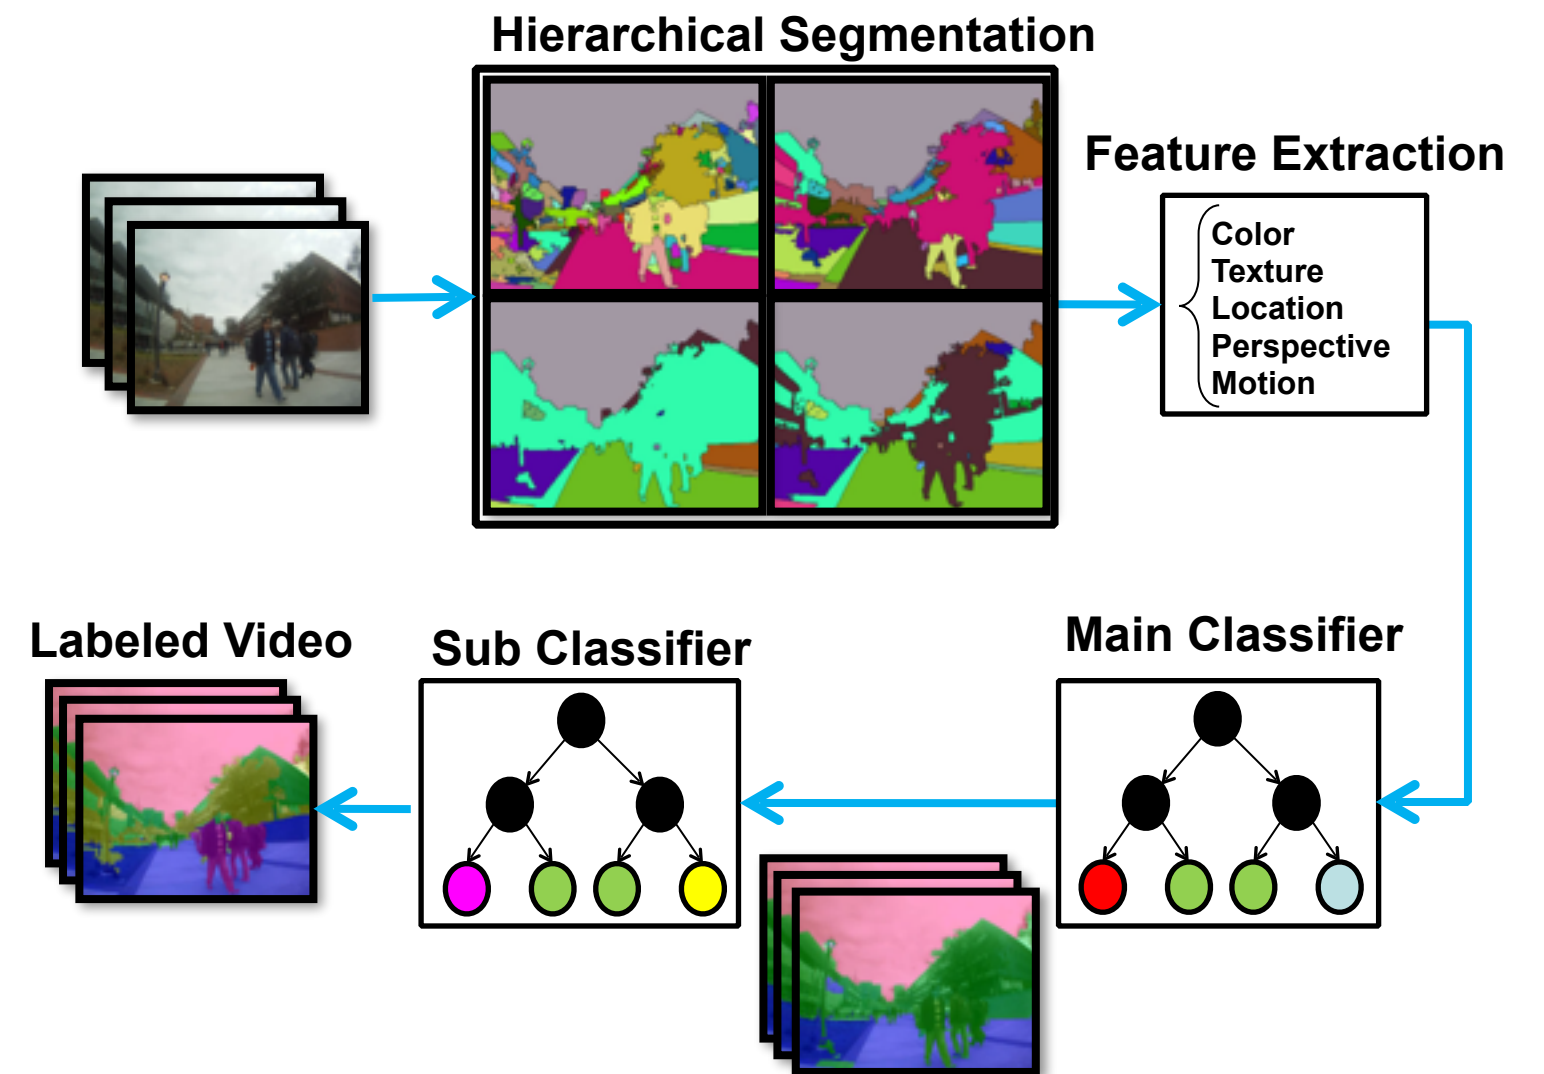 Hierarchical Segmentation
Feature Extraction
Color
Texture
Location
Perspective
Motion
Labeled Video
Sub Classifier
Main Classifier